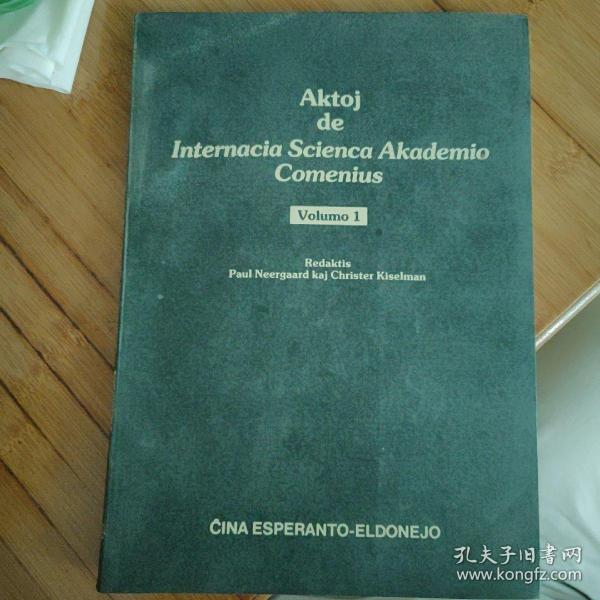 Aktoj
de
Internacia Scienca Akademio
Comenius
Volumo 1
Redaktis
Paul Neergaard kaj Christer Kiselman
ĈINA ESPERANTO-ELDONEJO
孔夫子旧书网
www.kongfz.com